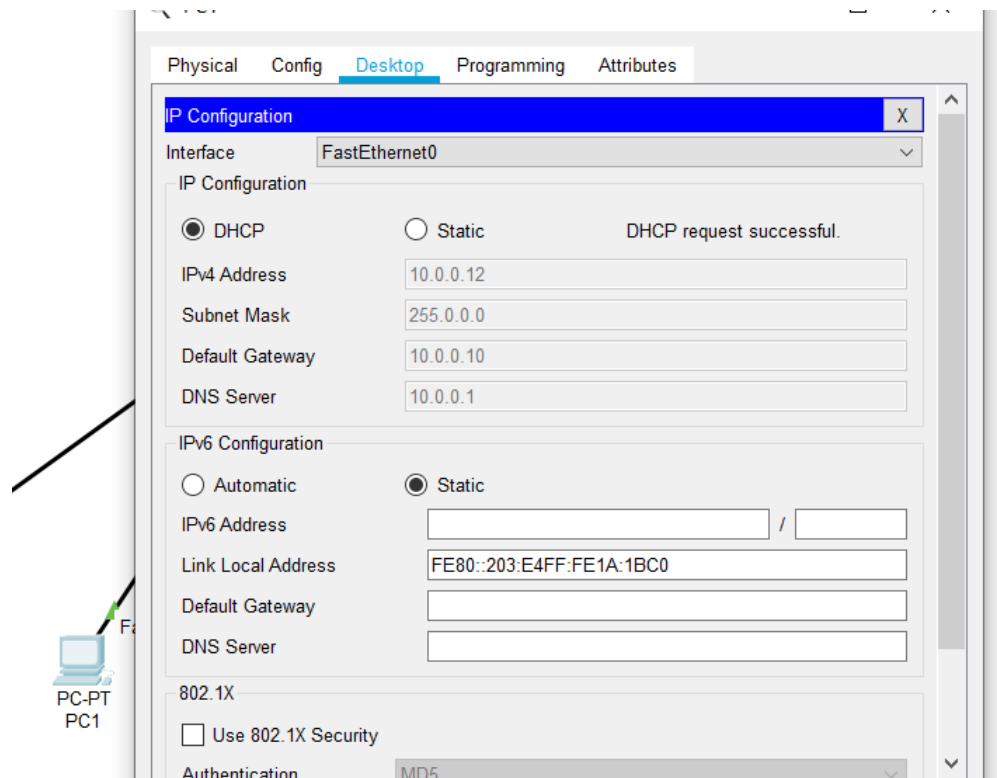 Physical Config Desktop Programming Attributes
IP Configuration X
Interface FastEthernet0
IP Configuration
DHCP Static DHCP request successful.
IPv4 Address 10.0.0.12
Subnet Mask 255.0.0.0
Default Gateway 10.0.0.10
DNS Server 10.0.0.1
IPv6 Configuration
Automatic Static
IPv6 Address /
Link Local Address FE80::203:E4FF:FE1A:1BC0
Default Gateway
DNS Server
802.1X
Use 802.1X Security
Authentication MD5
PC-PT
PC1